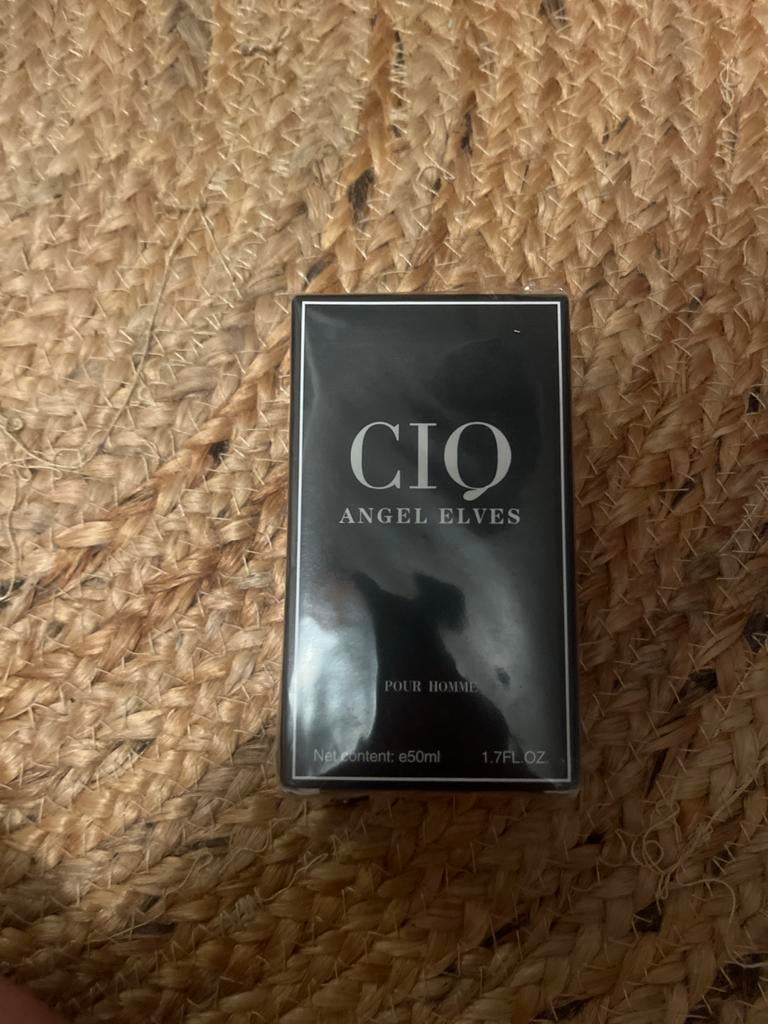 CIQ
ANGEL ELVES
POUR HOMME
Net content: e50ml 1.7FL.OZ.